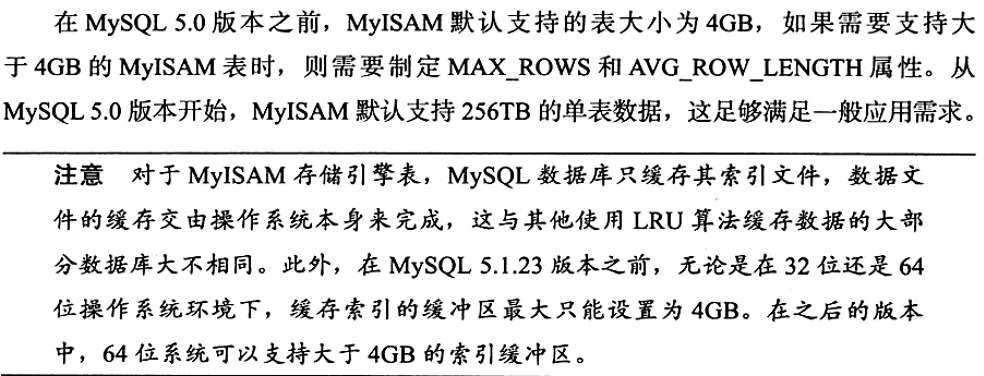 在 MySQL 5.0 版本之前，MyISAM 默认支持的表大小为 4GB，如果需要支持大
于 4GB 的 MyISAM 表时，则需要制定 MAX_ROWS 和 AVG_ROW_LENGTH 属性。从
MySQL 5.0 版本开始，MyISAM 默认支持 256TB 的单表数据，这足够满足一般应用需求。
注意 对于 MyISAM 存储引擎表，MySQL 数据库只缓存其索引文件，数据文
件的缓存交由操作系统本身来完成，这与其他使用 LRU 算法缓存数据的大部
分数据库大不相同。此外，在 MySQL 5.1.23 版本之前，无论是在 32 位还是 64
位操作系统环境下，缓存索引的缓冲区最大只能设置为 4GB。在之后的版本
中，64 位系统可以支持大于 4GB 的索引缓冲区。